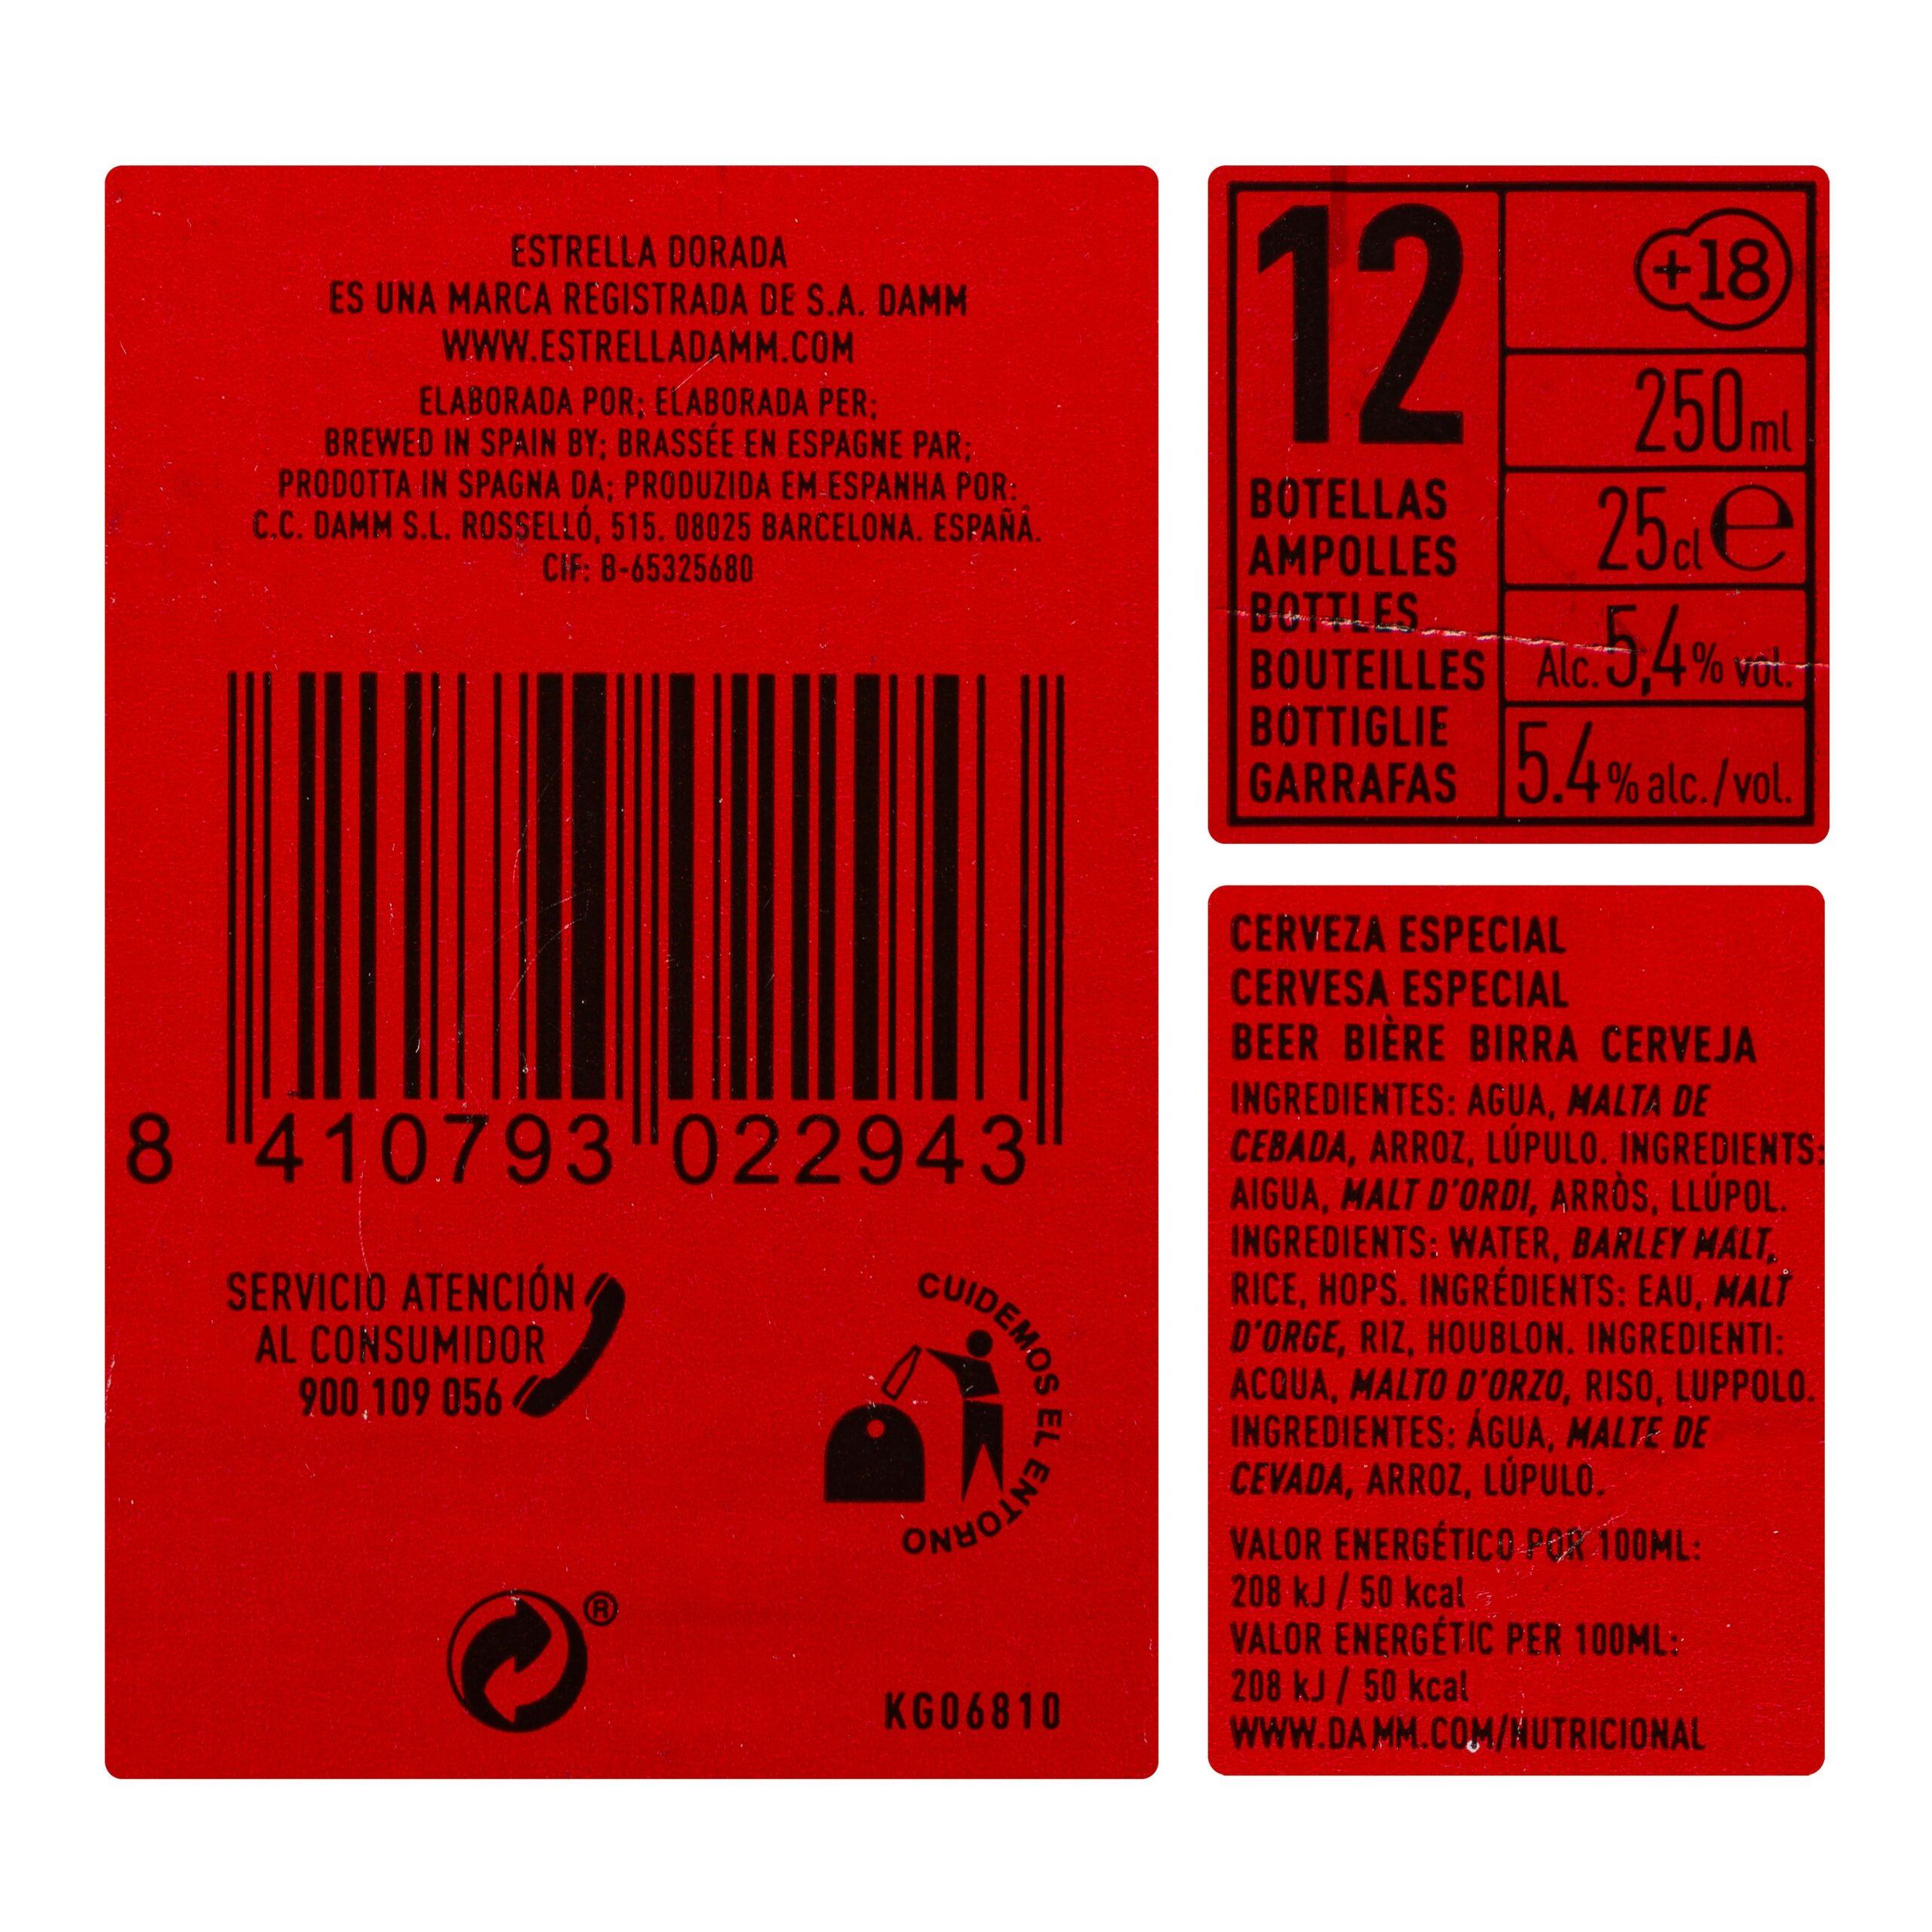 ESTRELLA DORADA
ES UNA MARCA REGISTRADA DE S.A. DAMM
WWW.ESTRELLADAMM.COM
ELABORADA POR; ELABORADA PER;
BREWED IN SPAIN BY; BRASSÉE EN ESPAGNE PAR;
PRODOTTA IN SPAGNA DA; PRODUZIDA EM ESPANHA POR:
C.C. DAMM S.L. ROSSELLÓ, 515. 08025 BARCELONA. ESPAÑA.
CIF: B-65325680
8 410793 022943
SERVICIO ATENCIÓN
AL CONSUMIDOR
900 109 056
CUIDEMOS EL ENTORNO
®
KG06810
12
BOTELLAS
AMPOLLES
BOTTLES
BOUTEILLES
BOTTIGLIE
GARRAFAS
+18
250ml
25cl e
Alc. 5,4% vol.
5.4% alc./vol.
CERVEZA ESPECIAL
CERVESA ESPECIAL
BEER BIÈRE BIRRA CERVEJA
INGREDIENTES: AGUA, MALTA DE
CEBADA, ARROZ, LÚPULO. INGREDIENTS:
AIGUA, MALT D'ORDI, ARRÒS, LLÚPOL.
INGREDIENTS: WATER, BARLEY MALT,
RICE, HOPS. INGRÉDIENTS: EAU, MALT
D'ORGE, RIZ, HOUBLON. INGREDIENTI:
ACQUA, MALTO D'ORZO, RISO, LUPPOLO.
INGREDIENTES: ÁGUA, MALTE DE
CEVADA, ARROZ, LÚPULO.
VALOR ENERGÉTICO POR 100ML:
208 kJ / 50 kcal
VALOR ENERGÉTIC PER 100ML:
208 kJ / 50 kcal
WWW.DAMM.COM/NUTRICIONAL